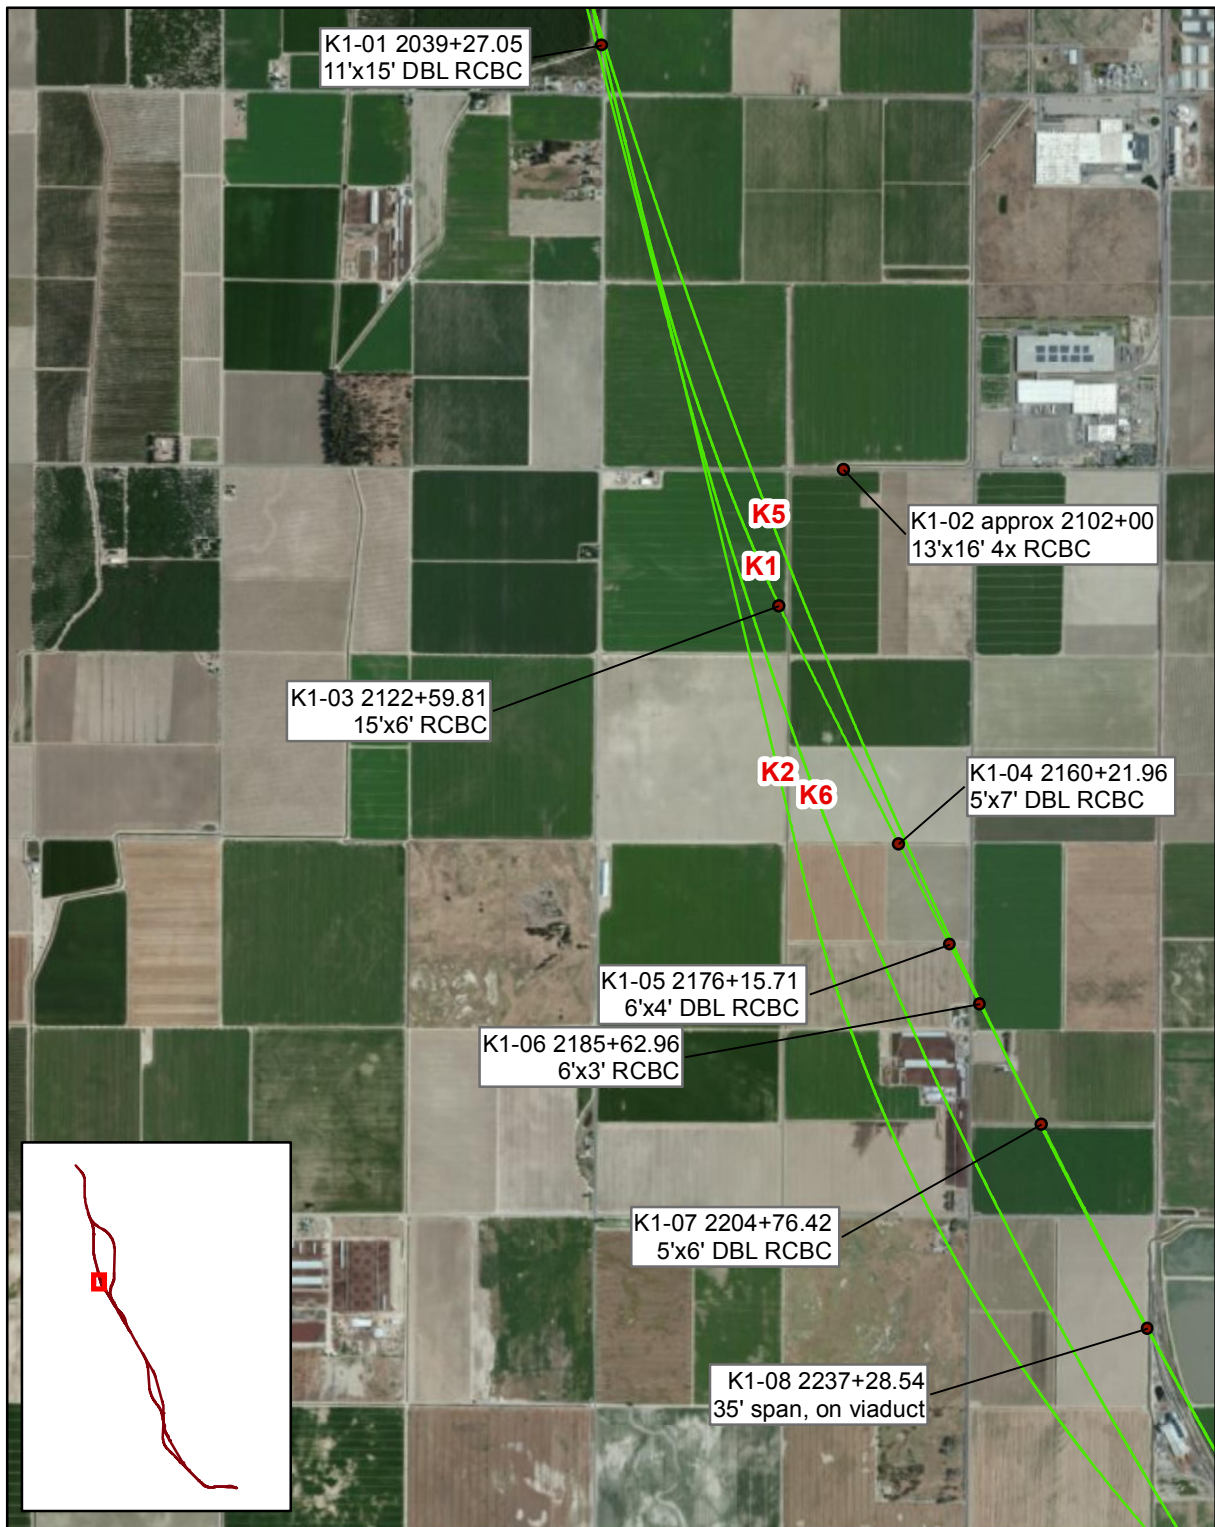 K1-01 2039+27.05
11'x15' DBL RCBC
K5
K1-02 approx 2102+00
13'x16' 4x RCBC
K1
K1-03 2122+59.81
15'x6' RCBC
K2
K6
K1-04 2160+21.96
5'x7' DBL RCBC
K1-05 2176+15.71
6'x4' DBL RCBC
K1-06 2185+62.96
6'x3' RCBC
K1-07 2204+76.42
5'x6' DBL RCBC
K1-08 2237+28.54
35' span, on viaduct